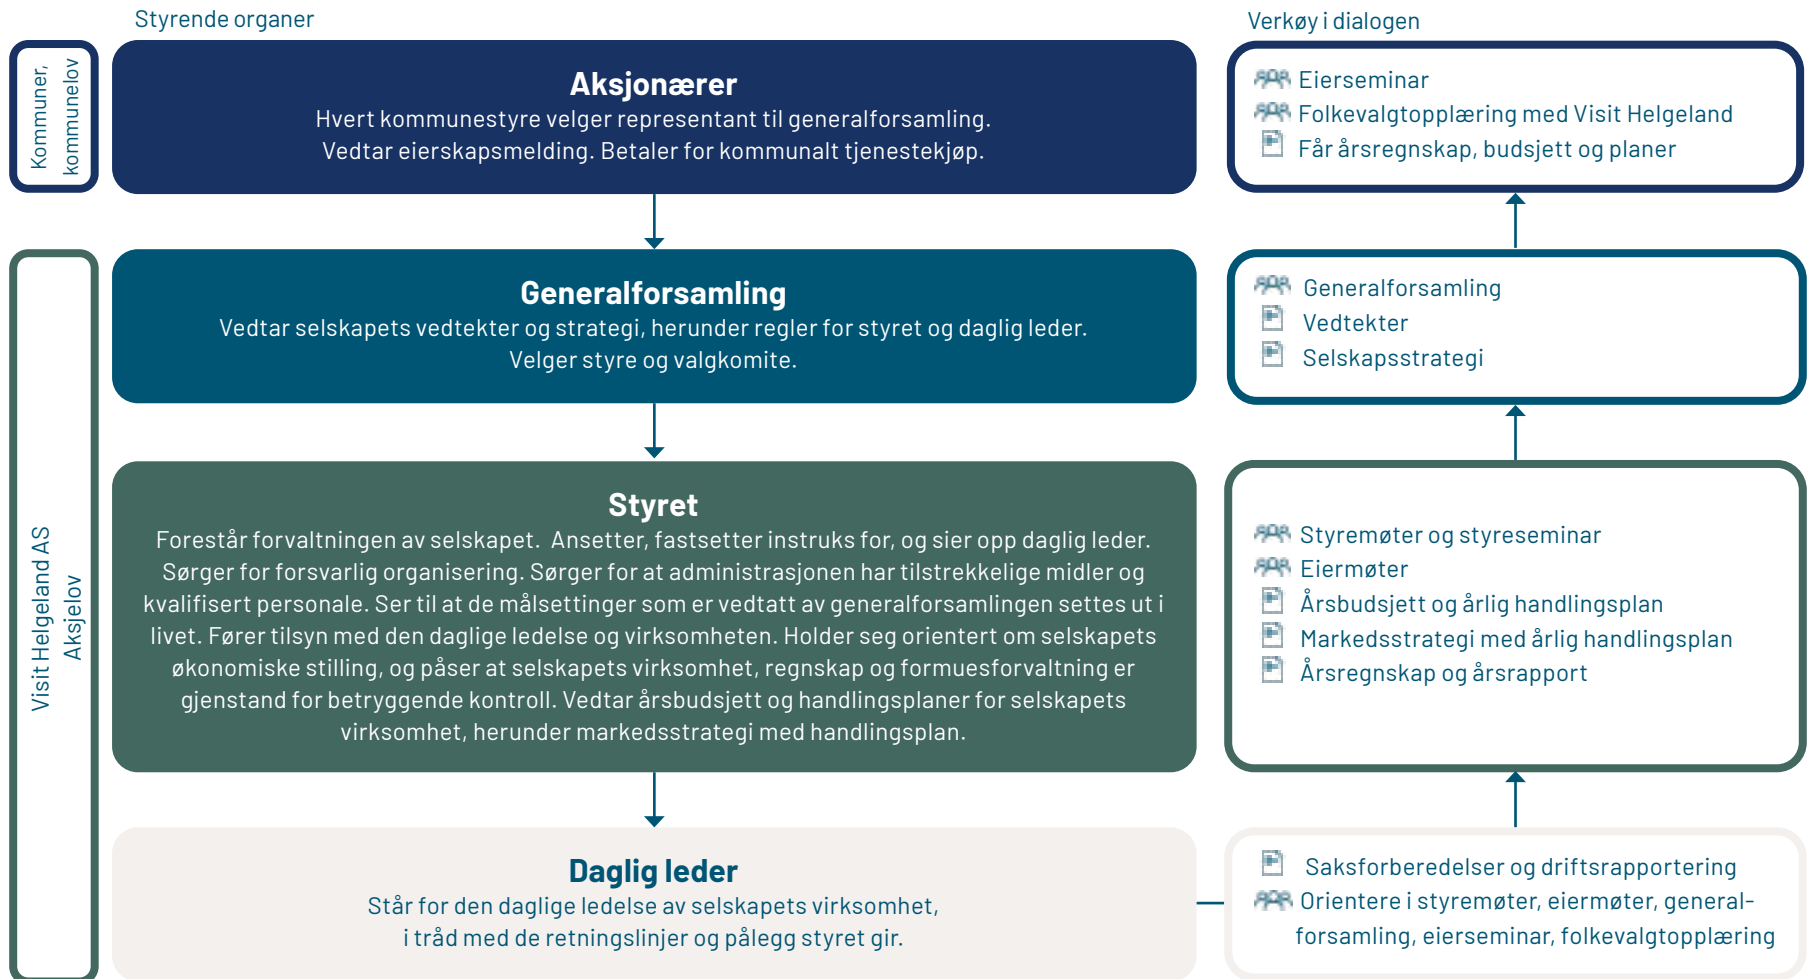 Styrende organer
Verkøy i dialogen
Kommuner,
kommunelov
Aksjonærer
Hvert kommunestyre velger representant til generalforsamling.
Vedtar eierskapsmelding. Betaler for kommunalt tjenestekjøp.
Eierseminar
Folkevalgtopplæring med Visit Helgeland
Får årsregnskap, budsjett og planer
Visit Helgeland AS
Aksjelov
Generalforsamling
Vedtar selskapets vedtekter og strategi, herunder regler for styret og daglig leder.
Velger styre og valgkomite.
Generalforsamling
Vedtekter
Selskapsstrategi
Styret
Forestår forvaltningen av selskapet.  Ansetter, fastsetter instruks for, og sier opp daglig leder.
Sørger for forsvarlig organisering. Sørger for at administrasjonen har tilstrekkelige midler og
kvalifisert personale. Ser til at de målsettinger som er vedtatt av generalforsamlingen settes ut i
livet. Fører tilsyn med den daglige ledelse og virksomheten. Holder seg orientert om selskapets
økonomiske stilling, og påser at selskapets virksomhet, regnskap og formuesforvaltning er
gjenstand for betryggende kontroll. Vedtar årsbudsjett og handlingsplaner for selskapets
virksomhet, herunder markedsstrategi med handlingsplan.
Styremøter og styreseminar
Eiermøter
Årsbudsjett og årlig handlingsplan
Markedsstrategi med årlig handlingsplan
Årsregnskap og årsrapport
Daglig leder
Står for den daglige ledelse av selskapets virksomhet,
i tråd med de retningslinjer og pålegg styret gir.
Saksforberedelser og driftsrapportering
Orientere i styremøter, eiermøter, general-
forsamling, eierseminar, folkevalgtopplæring